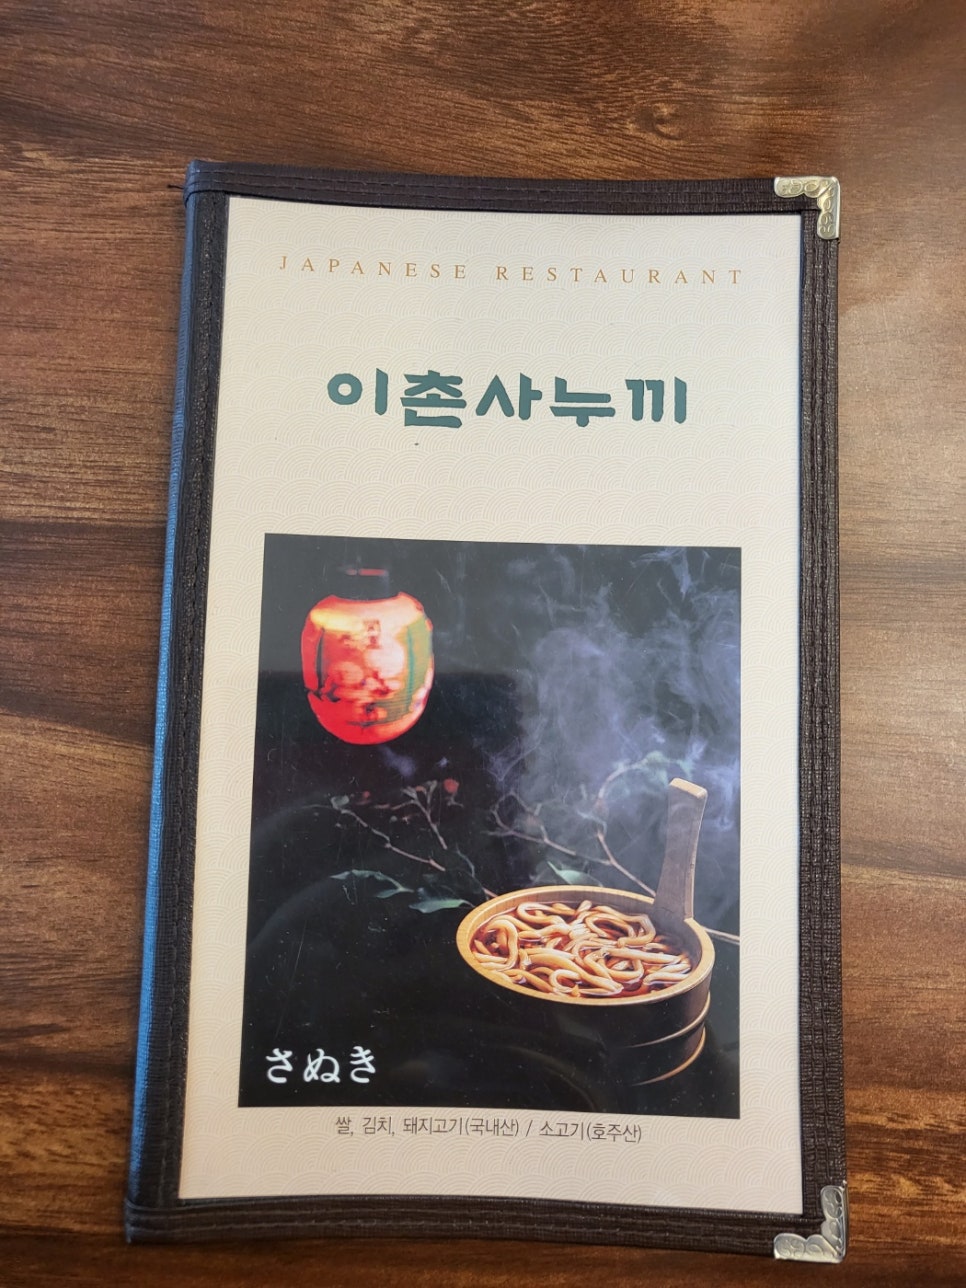 JAPANESE RESTAURANT
이촌사누끼
さぬき
쌀, 김치, 돼지고기(국내산) / 소고기(호주산)